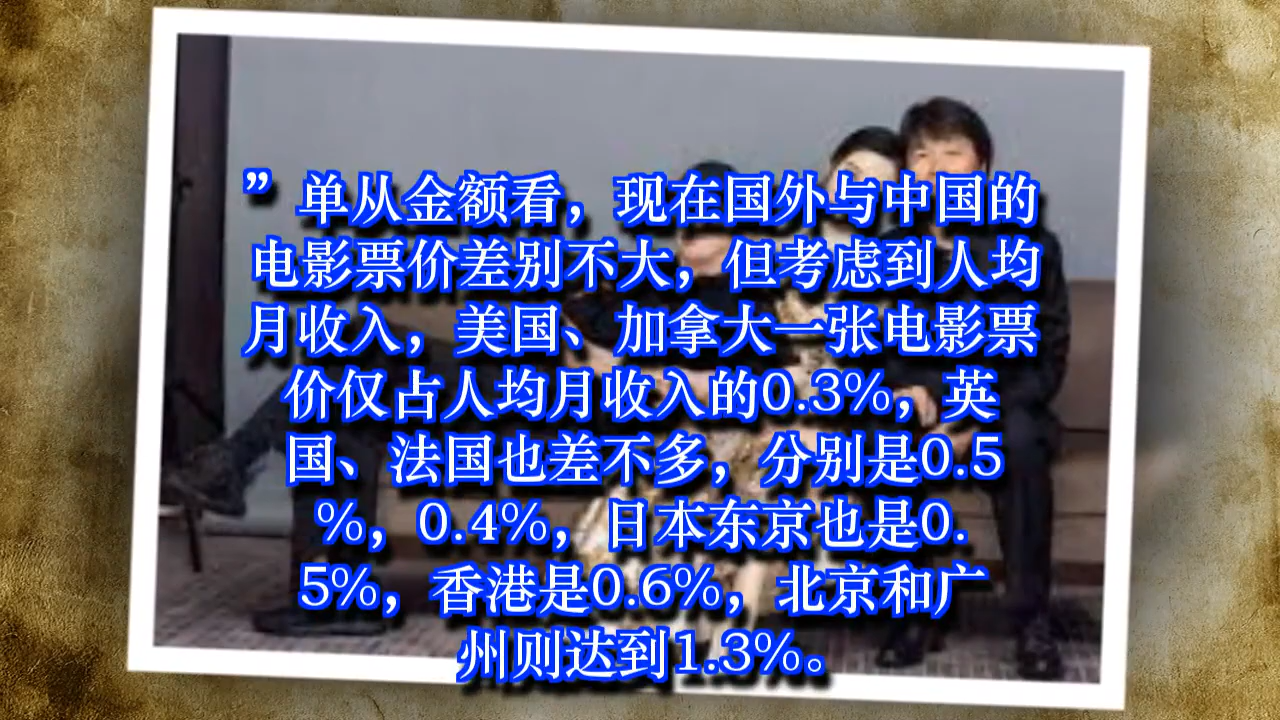 ”单从金额看，现在国外与中国的
电影票价差别不大，但考虑到人均
月收入，美国、加拿大一张电影票
价仅占人均月收入的0.3%，英
国、法国也差不多，分别是0.5
%，0.4%，日本东京也是0.
5%，香港是0.6%，北京和广
州则达到1.3%。